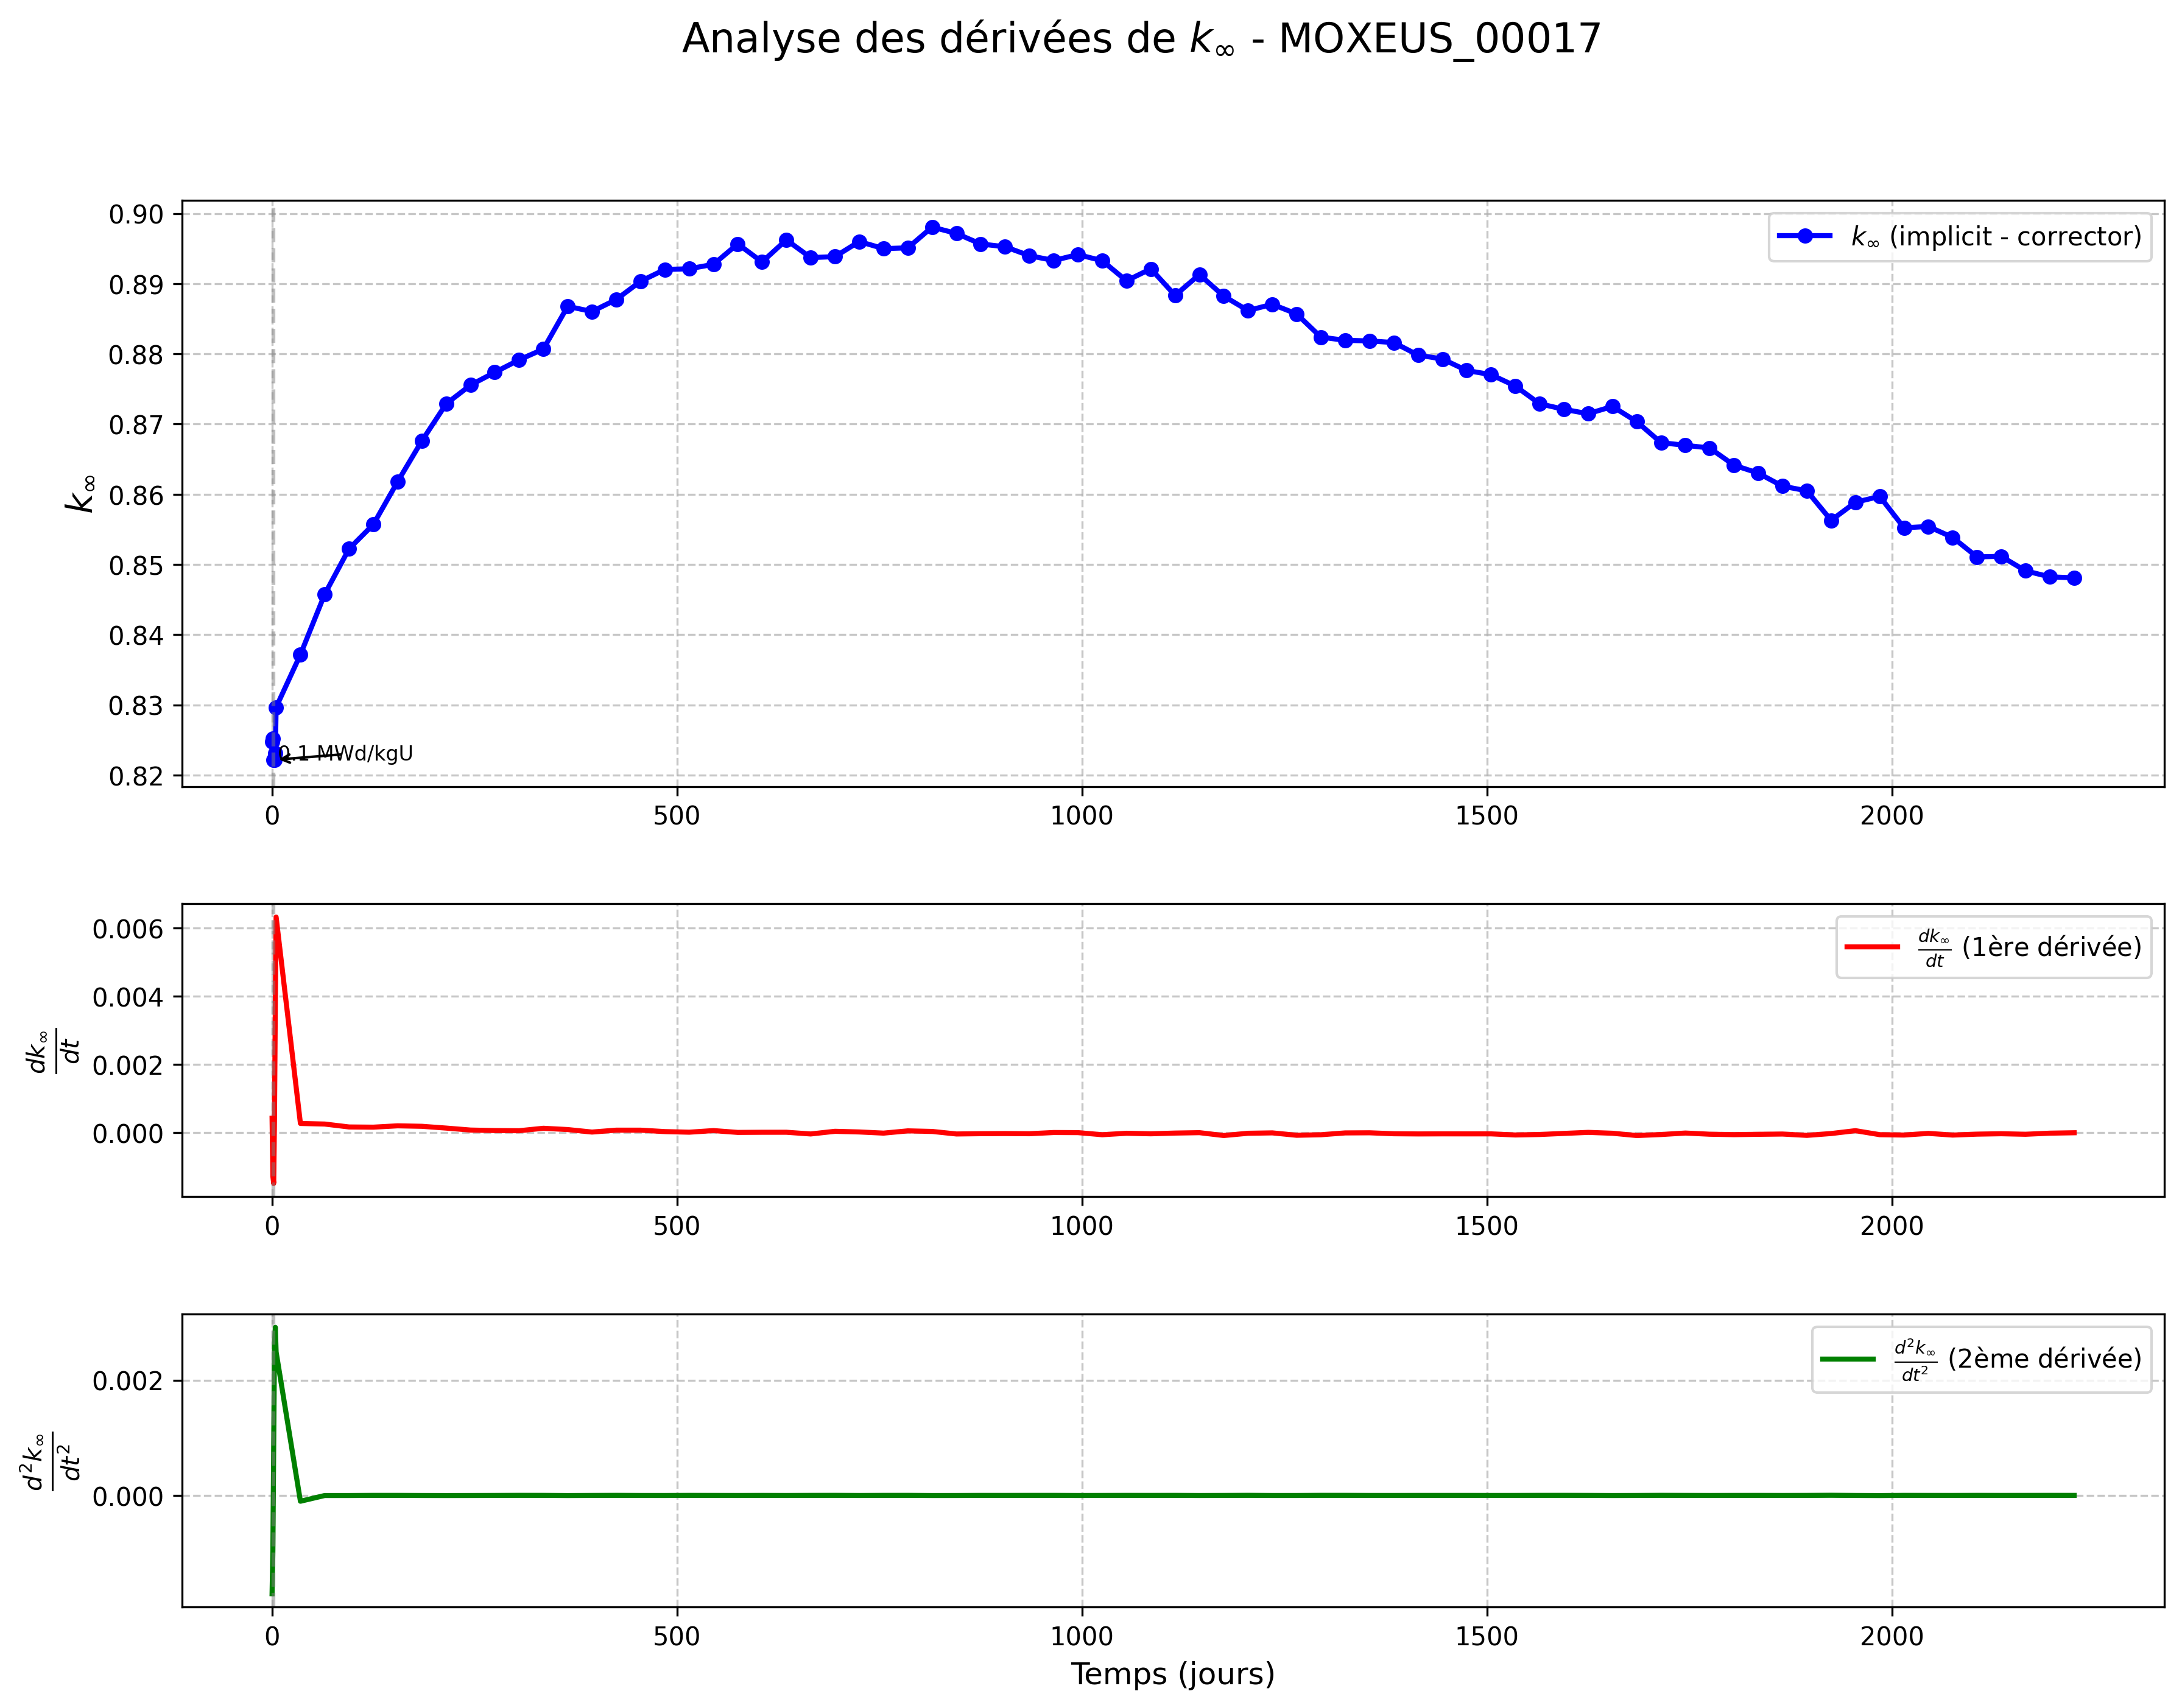 Analyse des dérivées de k∞ - MOXEUS_00017
k∞ (implicit - corrector)
0.90
0.89
0.88
0.87
0.86
0.85
0.84
0.83
0.82
k∞
0.1 MWd/kgU
0 500 1000 1500 2000
dk∞/dt (1ère dérivée)
0.006
0.004
0.002
0.000
dk∞/dt
0 500 1000 1500 2000
d²k∞/dt² (2ème dérivée)
0.002
0.000
d²k∞/dt²
0 500 1000 1500 2000
Temps (jours)